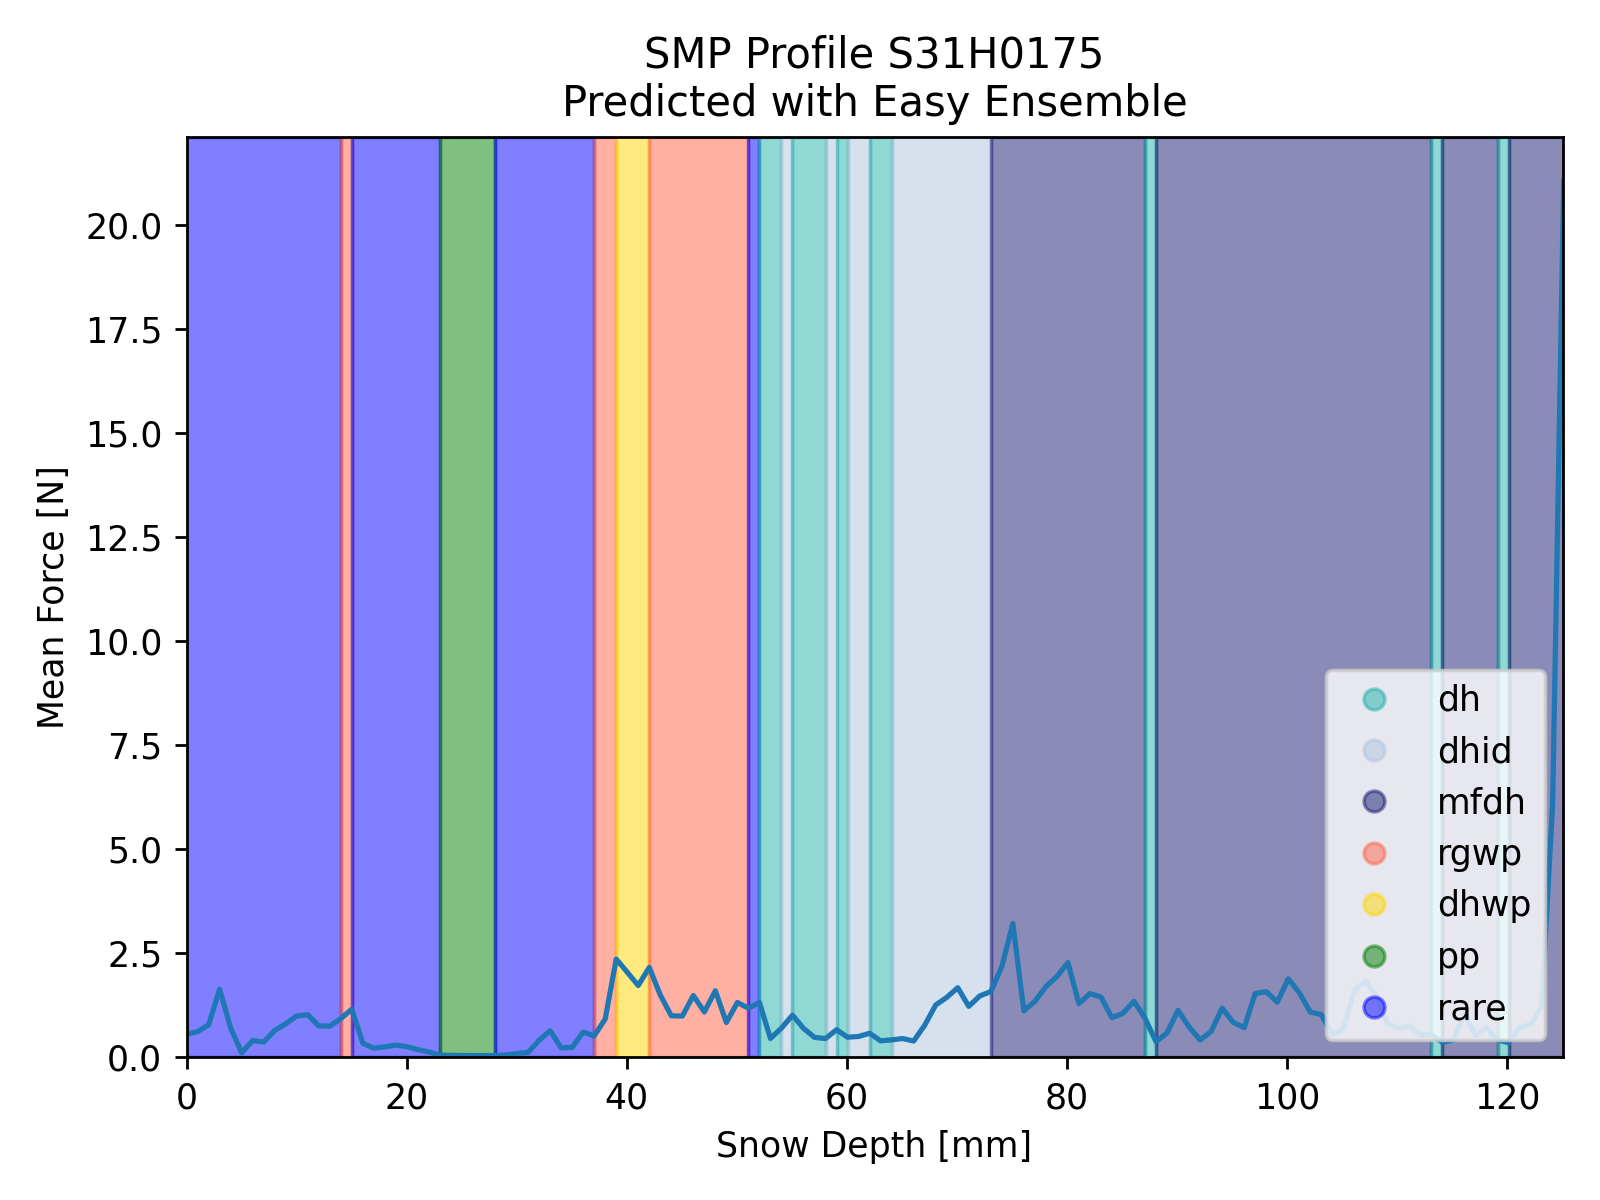 SMP Profile S31H0175
Predicted with Easy Ensemble
Mean Force [N]
20.0
17.5
15.0
12.5
10.0
7.5
5.0
2.5
0.0
dh
dhid
mfdh
rgwp
dhwp
pp
rare
0 20 40 60 80 100 120
Snow Depth [mm]